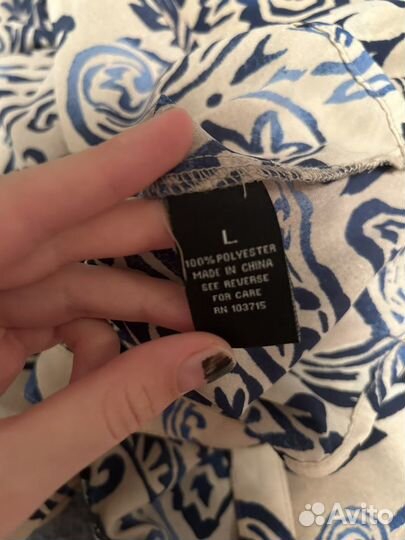 L
100% POLYESTER
MADE IN CHINA
SEE REVERSE
FOR CARE
RN 103715
Avito